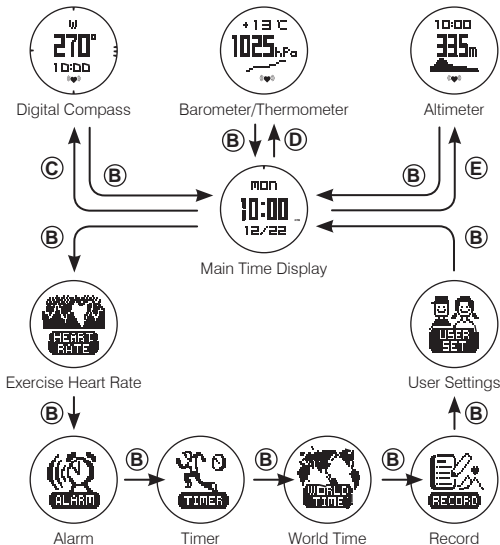 W
270°
10:00
Digital Compass
+13 °C
1025hPa
Barometer/Thermometer
10:00
335m
Altimeter
B D
C B B E
MON
10:00
12/22
Main Time Display
B B
HEART
RATE
Exercise Heart Rate
USER
SET
User Settings
B B
ALARM
Alarm
B
TIMER
Timer
B
WORLD
TIME
World Time
B
RECORD
Record